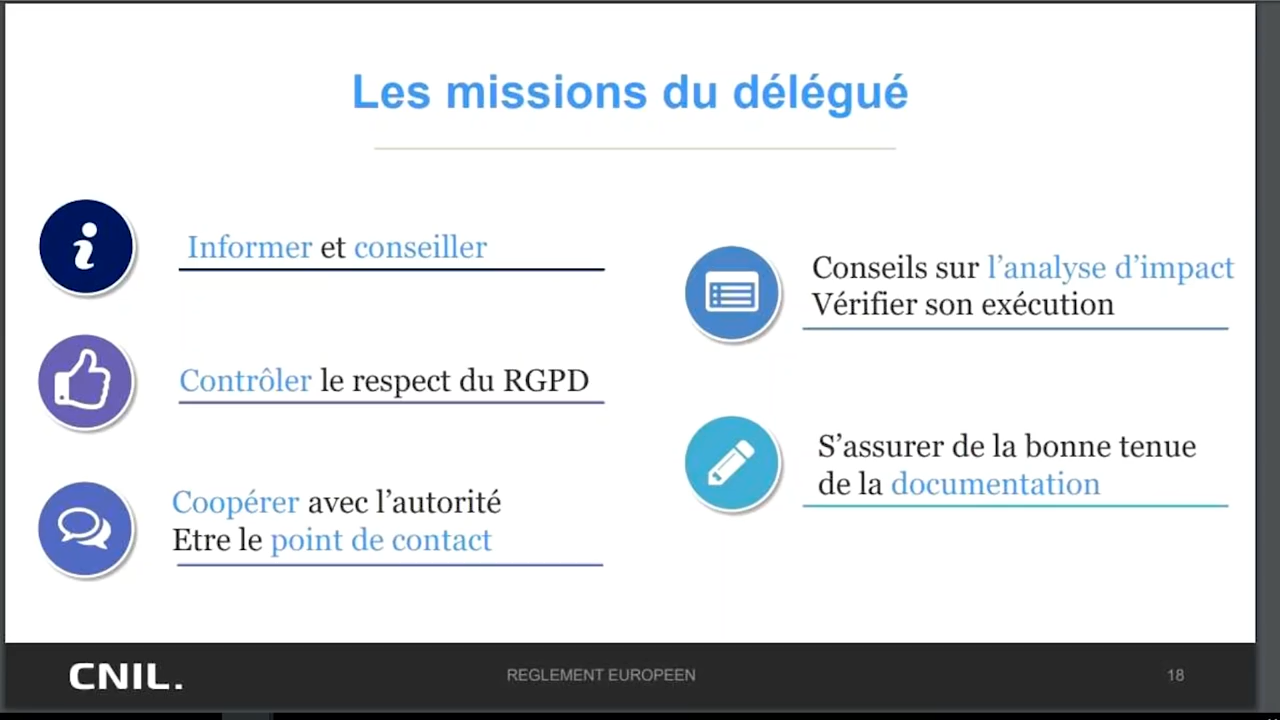 Les missions du délégué
Informer et conseiller
Contrôler le respect du RGPD
Coopérer avec l’autorité
Etre le point de contact
Conseils sur l’analyse d’impact
Vérifier son exécution
S’assurer de la bonne tenue
de la documentation
CNIL.
REGLEMENT EUROPEEN
18